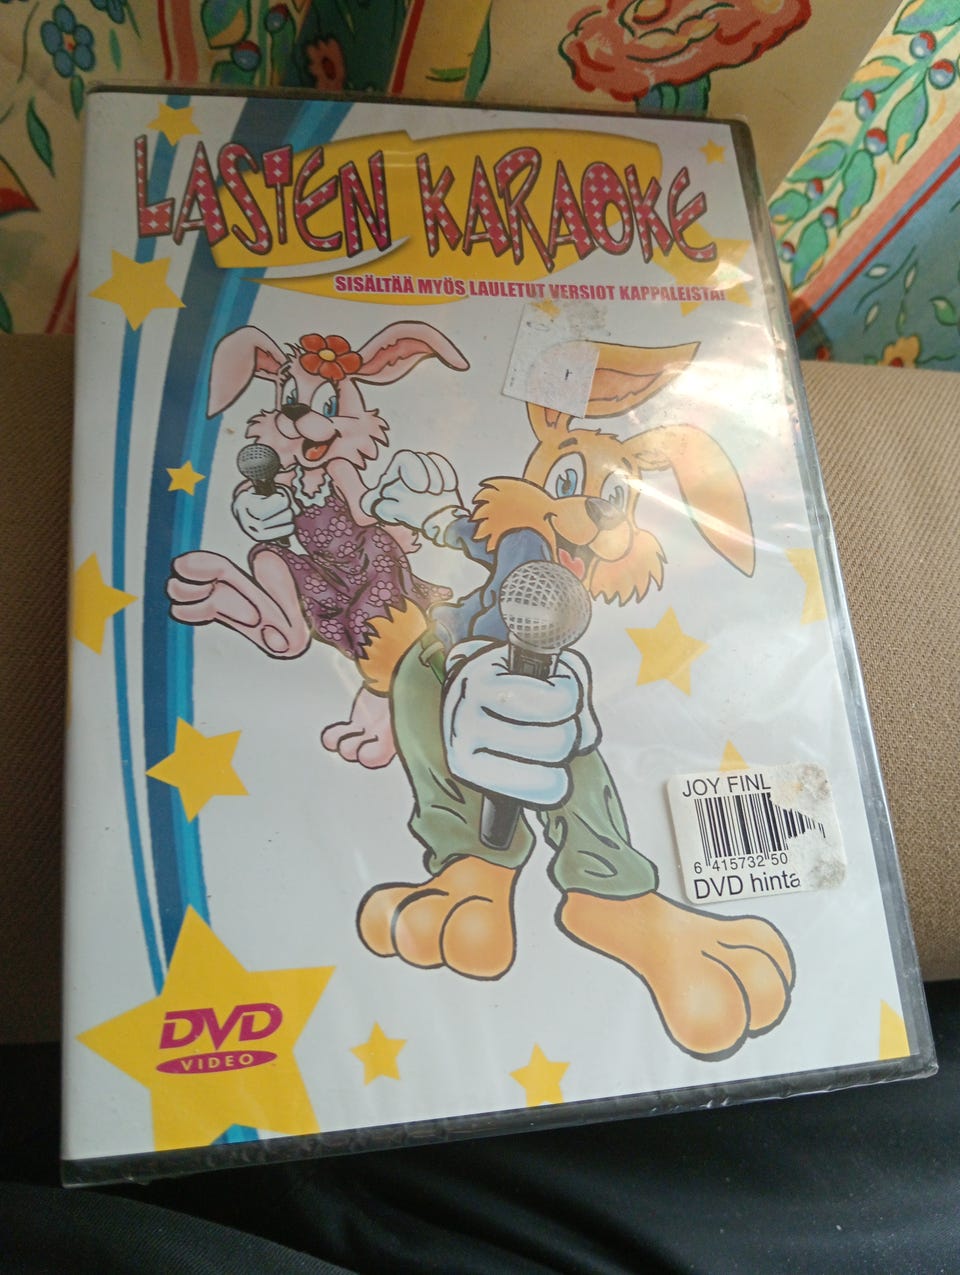 LASTEN KARAOKE
SISÄLTÄÄ MYÖS LAULETUT VERSIOT KAPPALEISTA!
JOY FINL
6 415732 50
DVD hinta
DVD
VIDEO